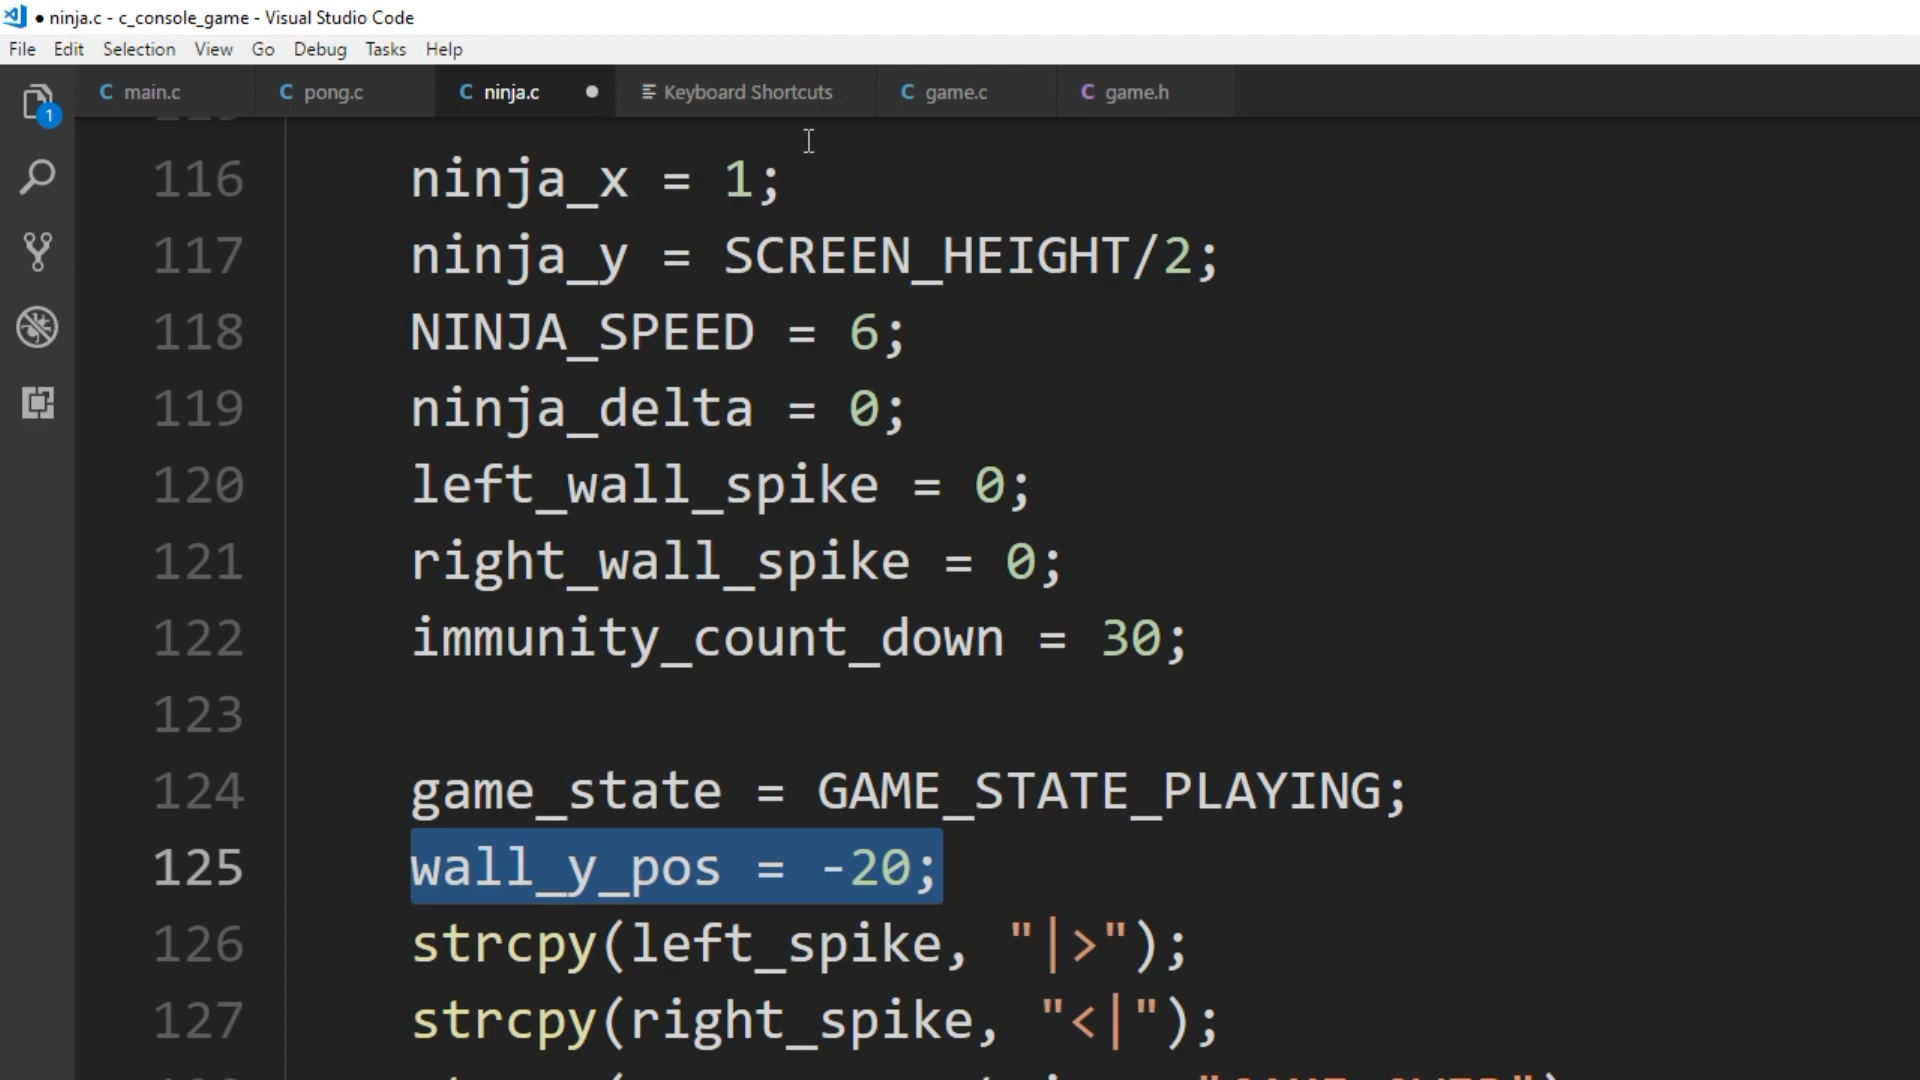 ● ninja.c - c_console_game - Visual Studio Code
File Edit Selection View Go Debug Tasks Help
C main.c C pong.c C ninja.c ● Keyboard Shortcuts C game.c C game.h
1
116 ninja_x = 1;
117 ninja_y = SCREEN_HEIGHT/2;
118 NINJA_SPEED = 6;
119 ninja_delta = 0;
120 left_wall_spike = 0;
121 right_wall_spike = 0;
122 immunity_count_down = 30;
123
124 game_state = GAME_STATE_PLAYING;
125 wall_y_pos = -20;
126 strcpy(left_spike, "|>");
127 strcpy(right_spike, "<|");